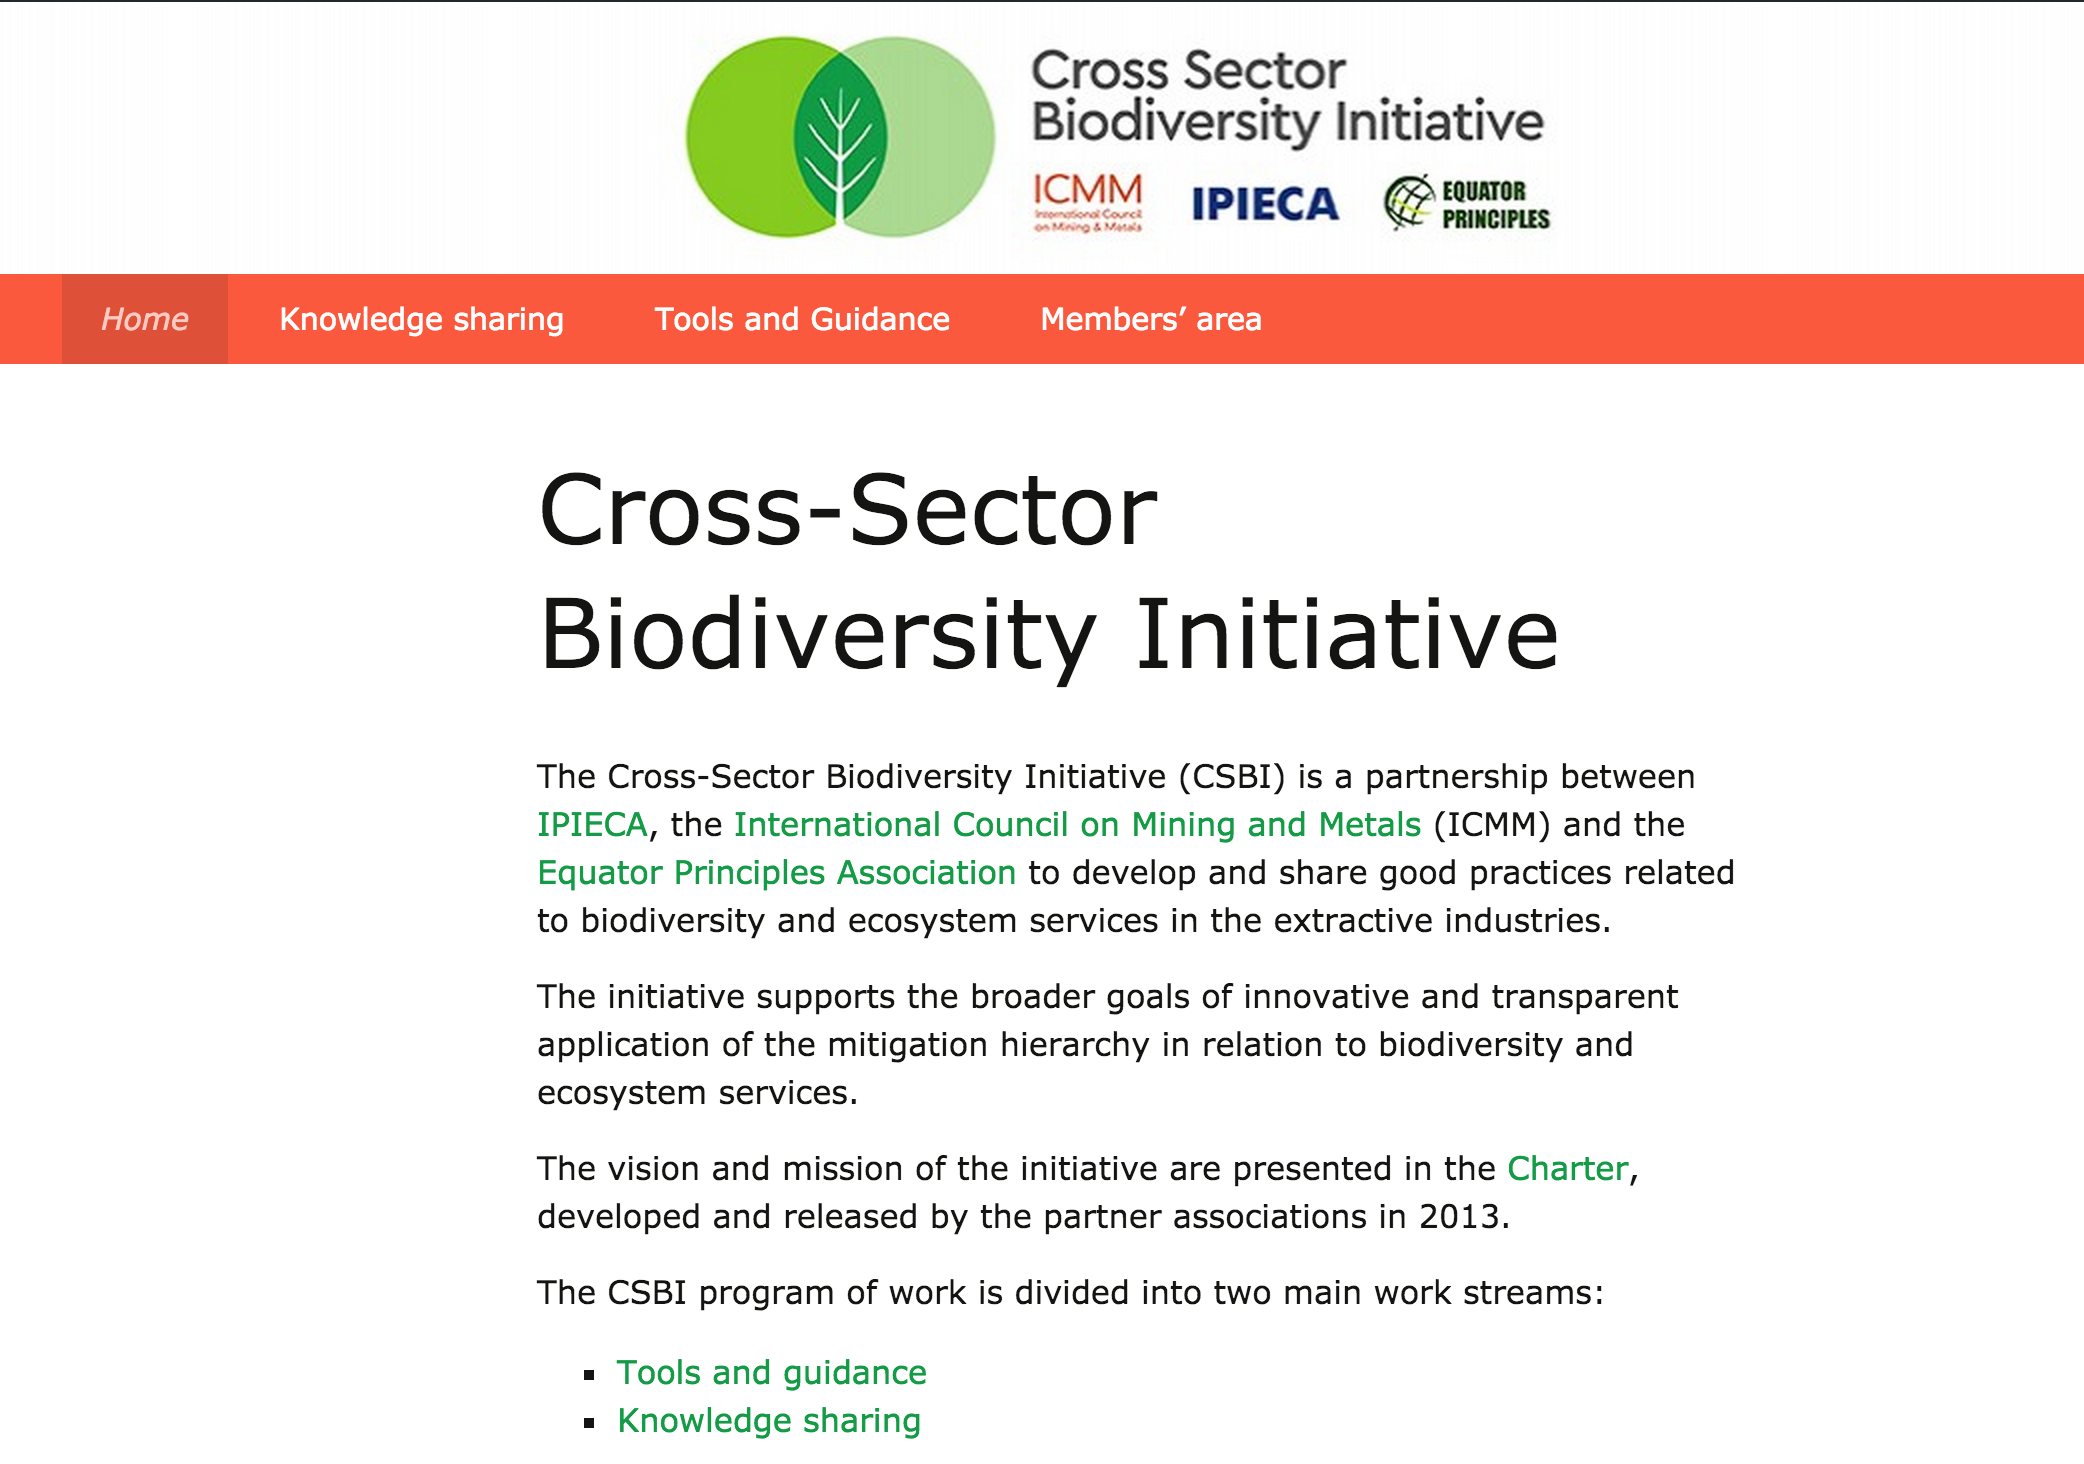 Cross Sector
Biodiversity Initiative
ICMM
International Council
on Mining & Metals
IPIECA
EQUATOR
PRINCIPLES
Home
Knowledge sharing
Tools and Guidance
Members’ area
Cross-Sector
Biodiversity Initiative
The Cross-Sector Biodiversity Initiative (CSBI) is a partnership between
IPIECA, the International Council on Mining and Metals (ICMM) and the
Equator Principles Association to develop and share good practices related
to biodiversity and ecosystem services in the extractive industries.
The initiative supports the broader goals of innovative and transparent
application of the mitigation hierarchy in relation to biodiversity and
ecosystem services.
The vision and mission of the initiative are presented in the Charter,
developed and released by the partner associations in 2013.
The CSBI program of work is divided into two main work streams:
▪ Tools and guidance
▪ Knowledge sharing